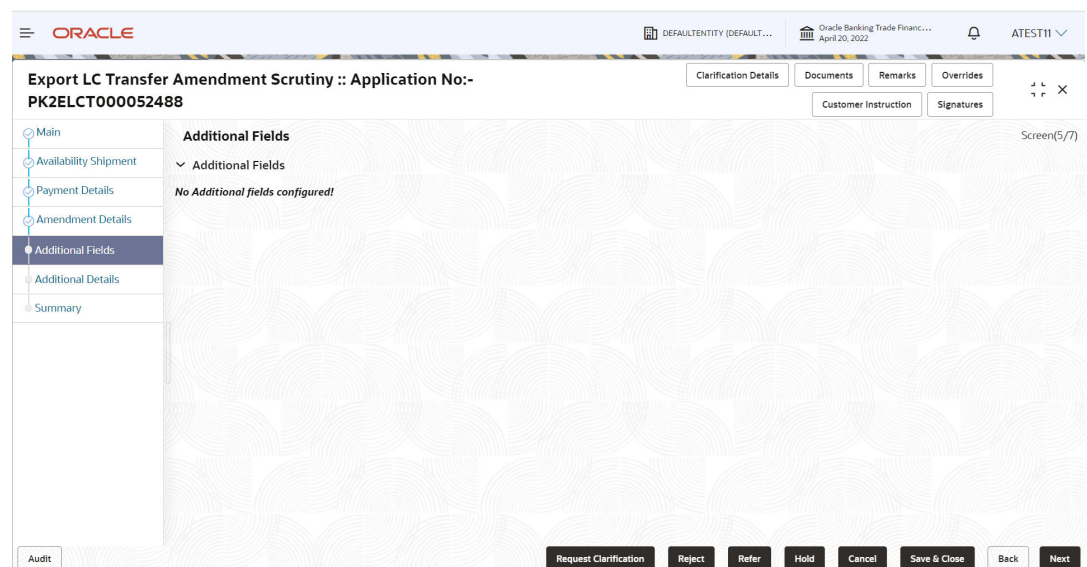 ORACLE
DEFAULTENTITY (DEFAULT...
Oracle Banking Trade Financ...
April 20, 2022
ATEST11
Export LC Transfer Amendment Scrutiny :: Application No:-
PK2ELCT000052488
Clarification Details
Documents
Remarks
Overrides
Customer Instruction
Signatures
Main
Availability Shipment
Payment Details
Amendment Details
Additional Fields
Additional Details
Summary
Additional Fields
Screen(5/7)
Additional Fields
No Additional fields configured!
Audit
Request Clarification
Reject
Refer
Hold
Cancel
Save & Close
Back
Next